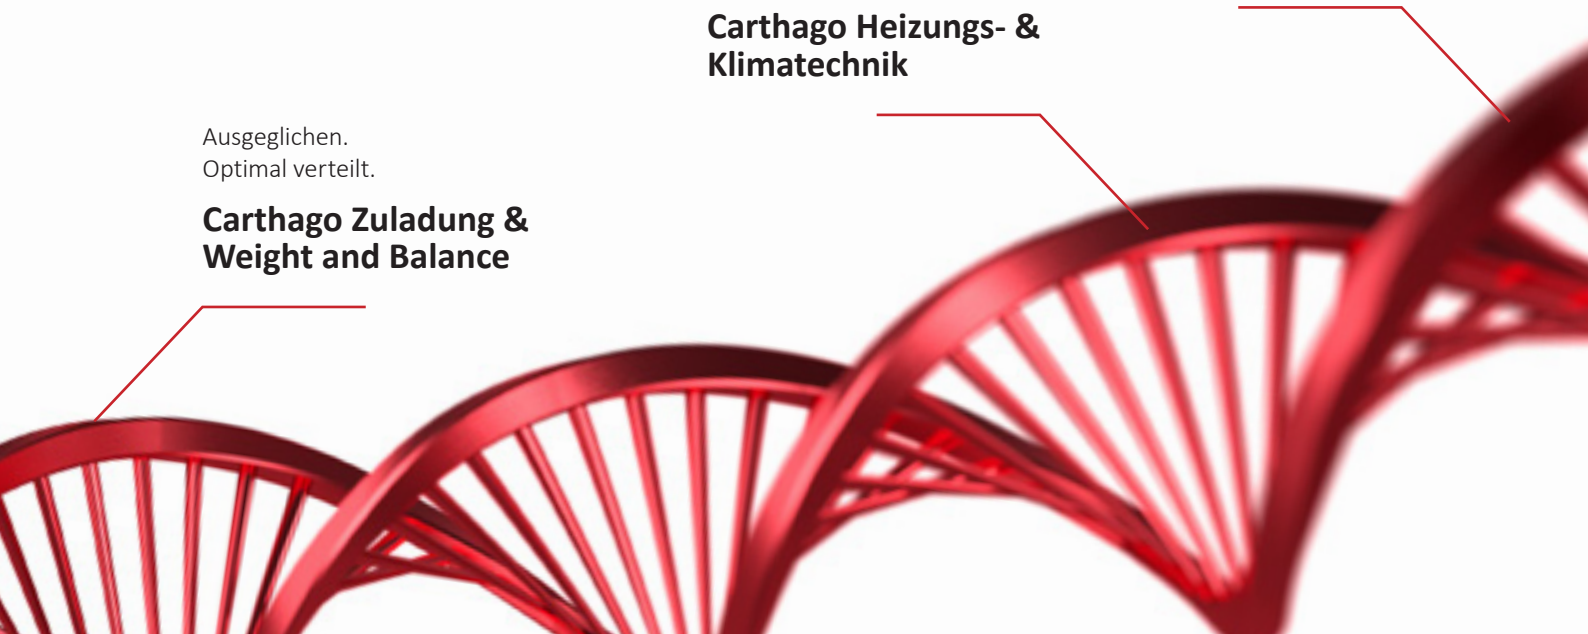 Carthago Heizungs- &
Klimatechnik
Ausgeglichen.
Optimal verteilt.
Carthago Zuladung &
Weight and Balance